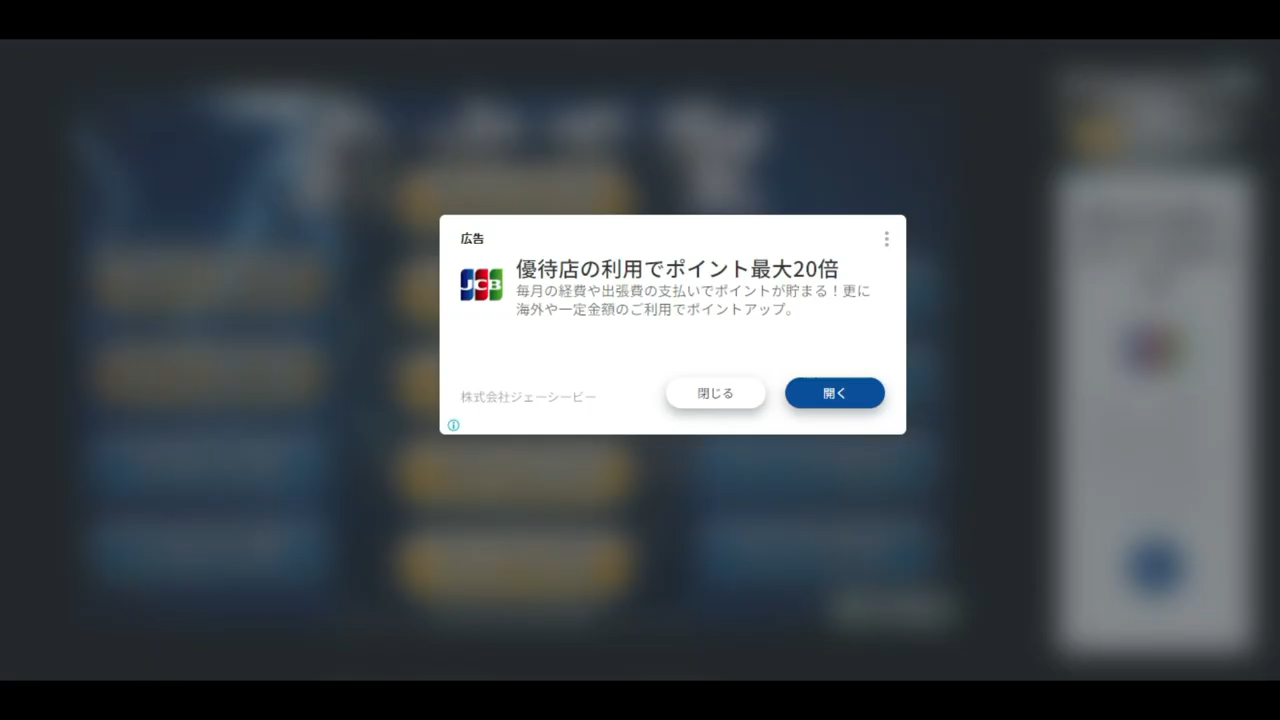 広告
JCB
優待店の利用でポイント最大20倍
毎月の経費や出張費の支払いでポイントが貯まる！更に
海外や一定金額のご利用でポイントアップ。
株式会社ジェーシービー
閉じる
開く